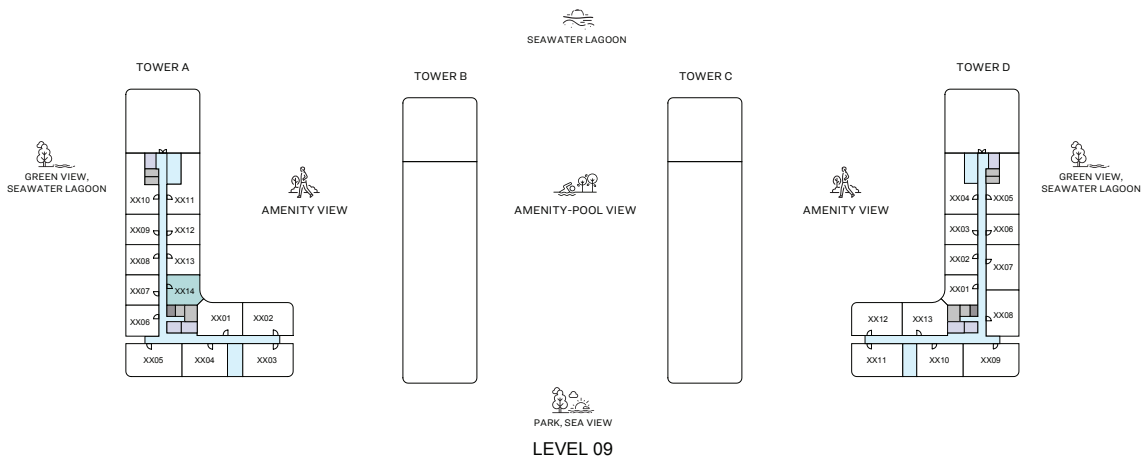 SEAWATER LAGOON
TOWER A
TOWER B
TOWER C
TOWER D
GREEN VIEW,
SEAWATER LAGOON
AMENITY VIEW
AMENITY-POOL VIEW
AMENITY VIEW
GREEN VIEW,
SEAWATER LAGOON
XX10
XX11
XX09
XX12
XX08
XX13
XX07
XX14
XX06
XX01
XX02
XX05
XX04
XX03
XX04
XX05
XX03
XX06
XX02
XX07
XX01
XX08
XX12
XX13
XX11
XX10
XX09
PARK, SEA VIEW
LEVEL 09